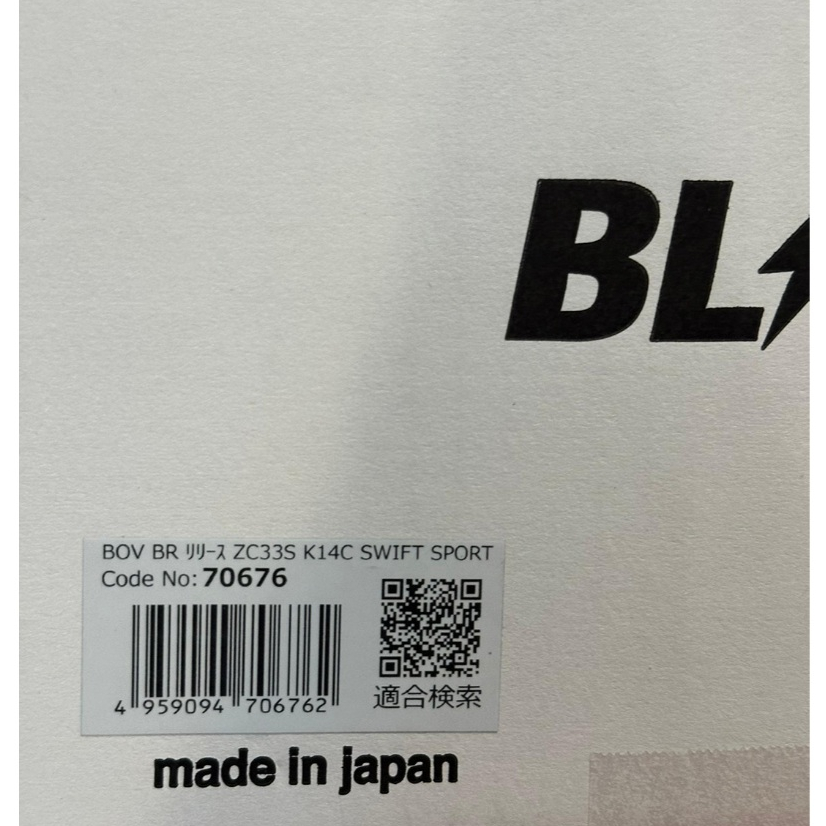 BL
BOV BR ﾘﾘｰｽ ZC33S K14C SWIFT SPORT
Code No: 70676
4 959094 706762
適合検索
made in japan